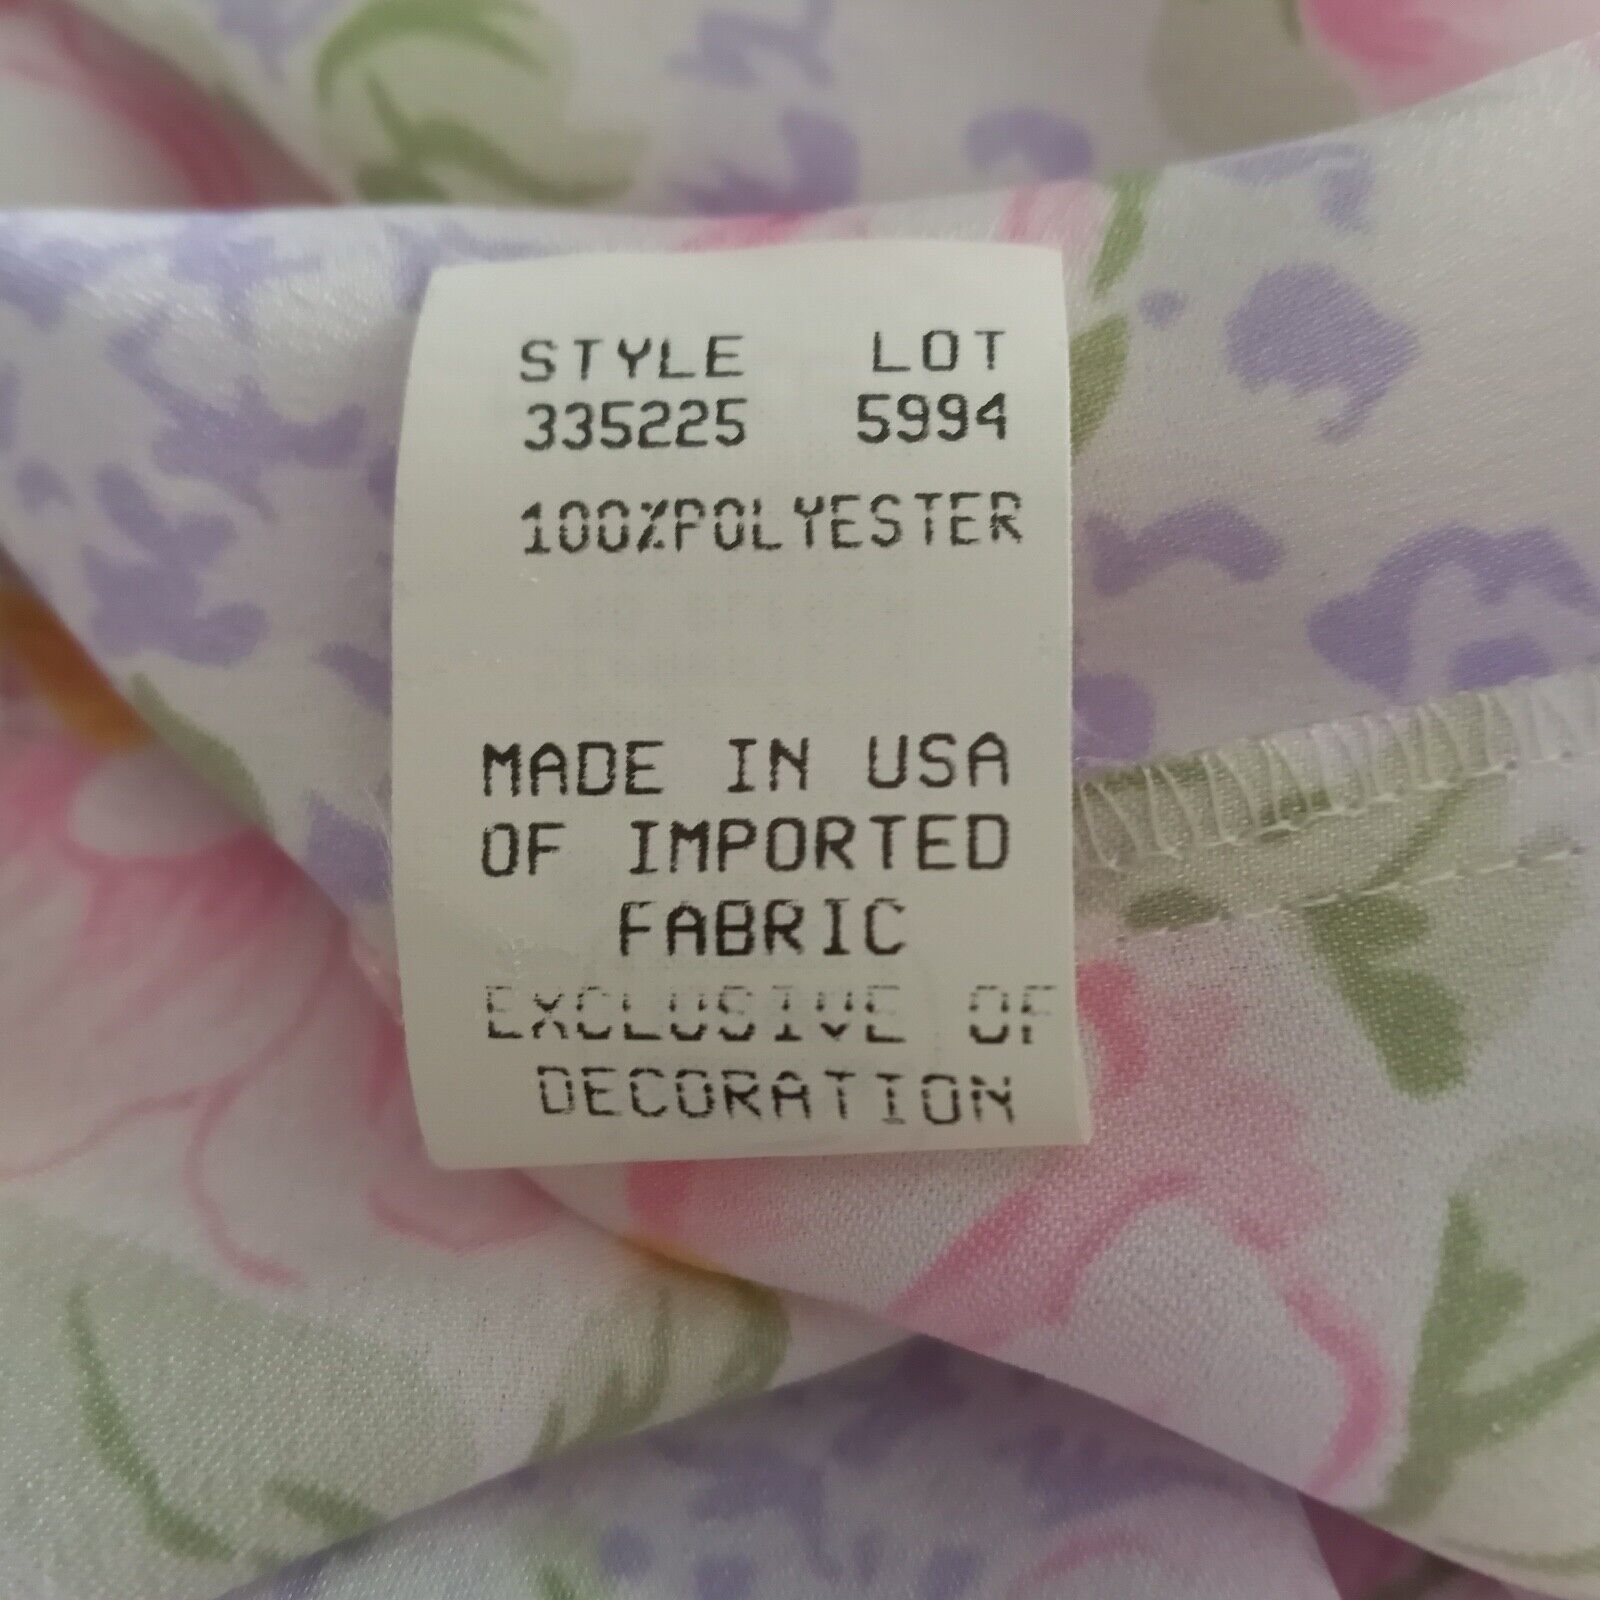 STYLE LOT
335225 5994
100%POLYESTER
MADE IN USA
OF IMPORTED
FABRIC
EXCLUSIVE OF
DECORATION